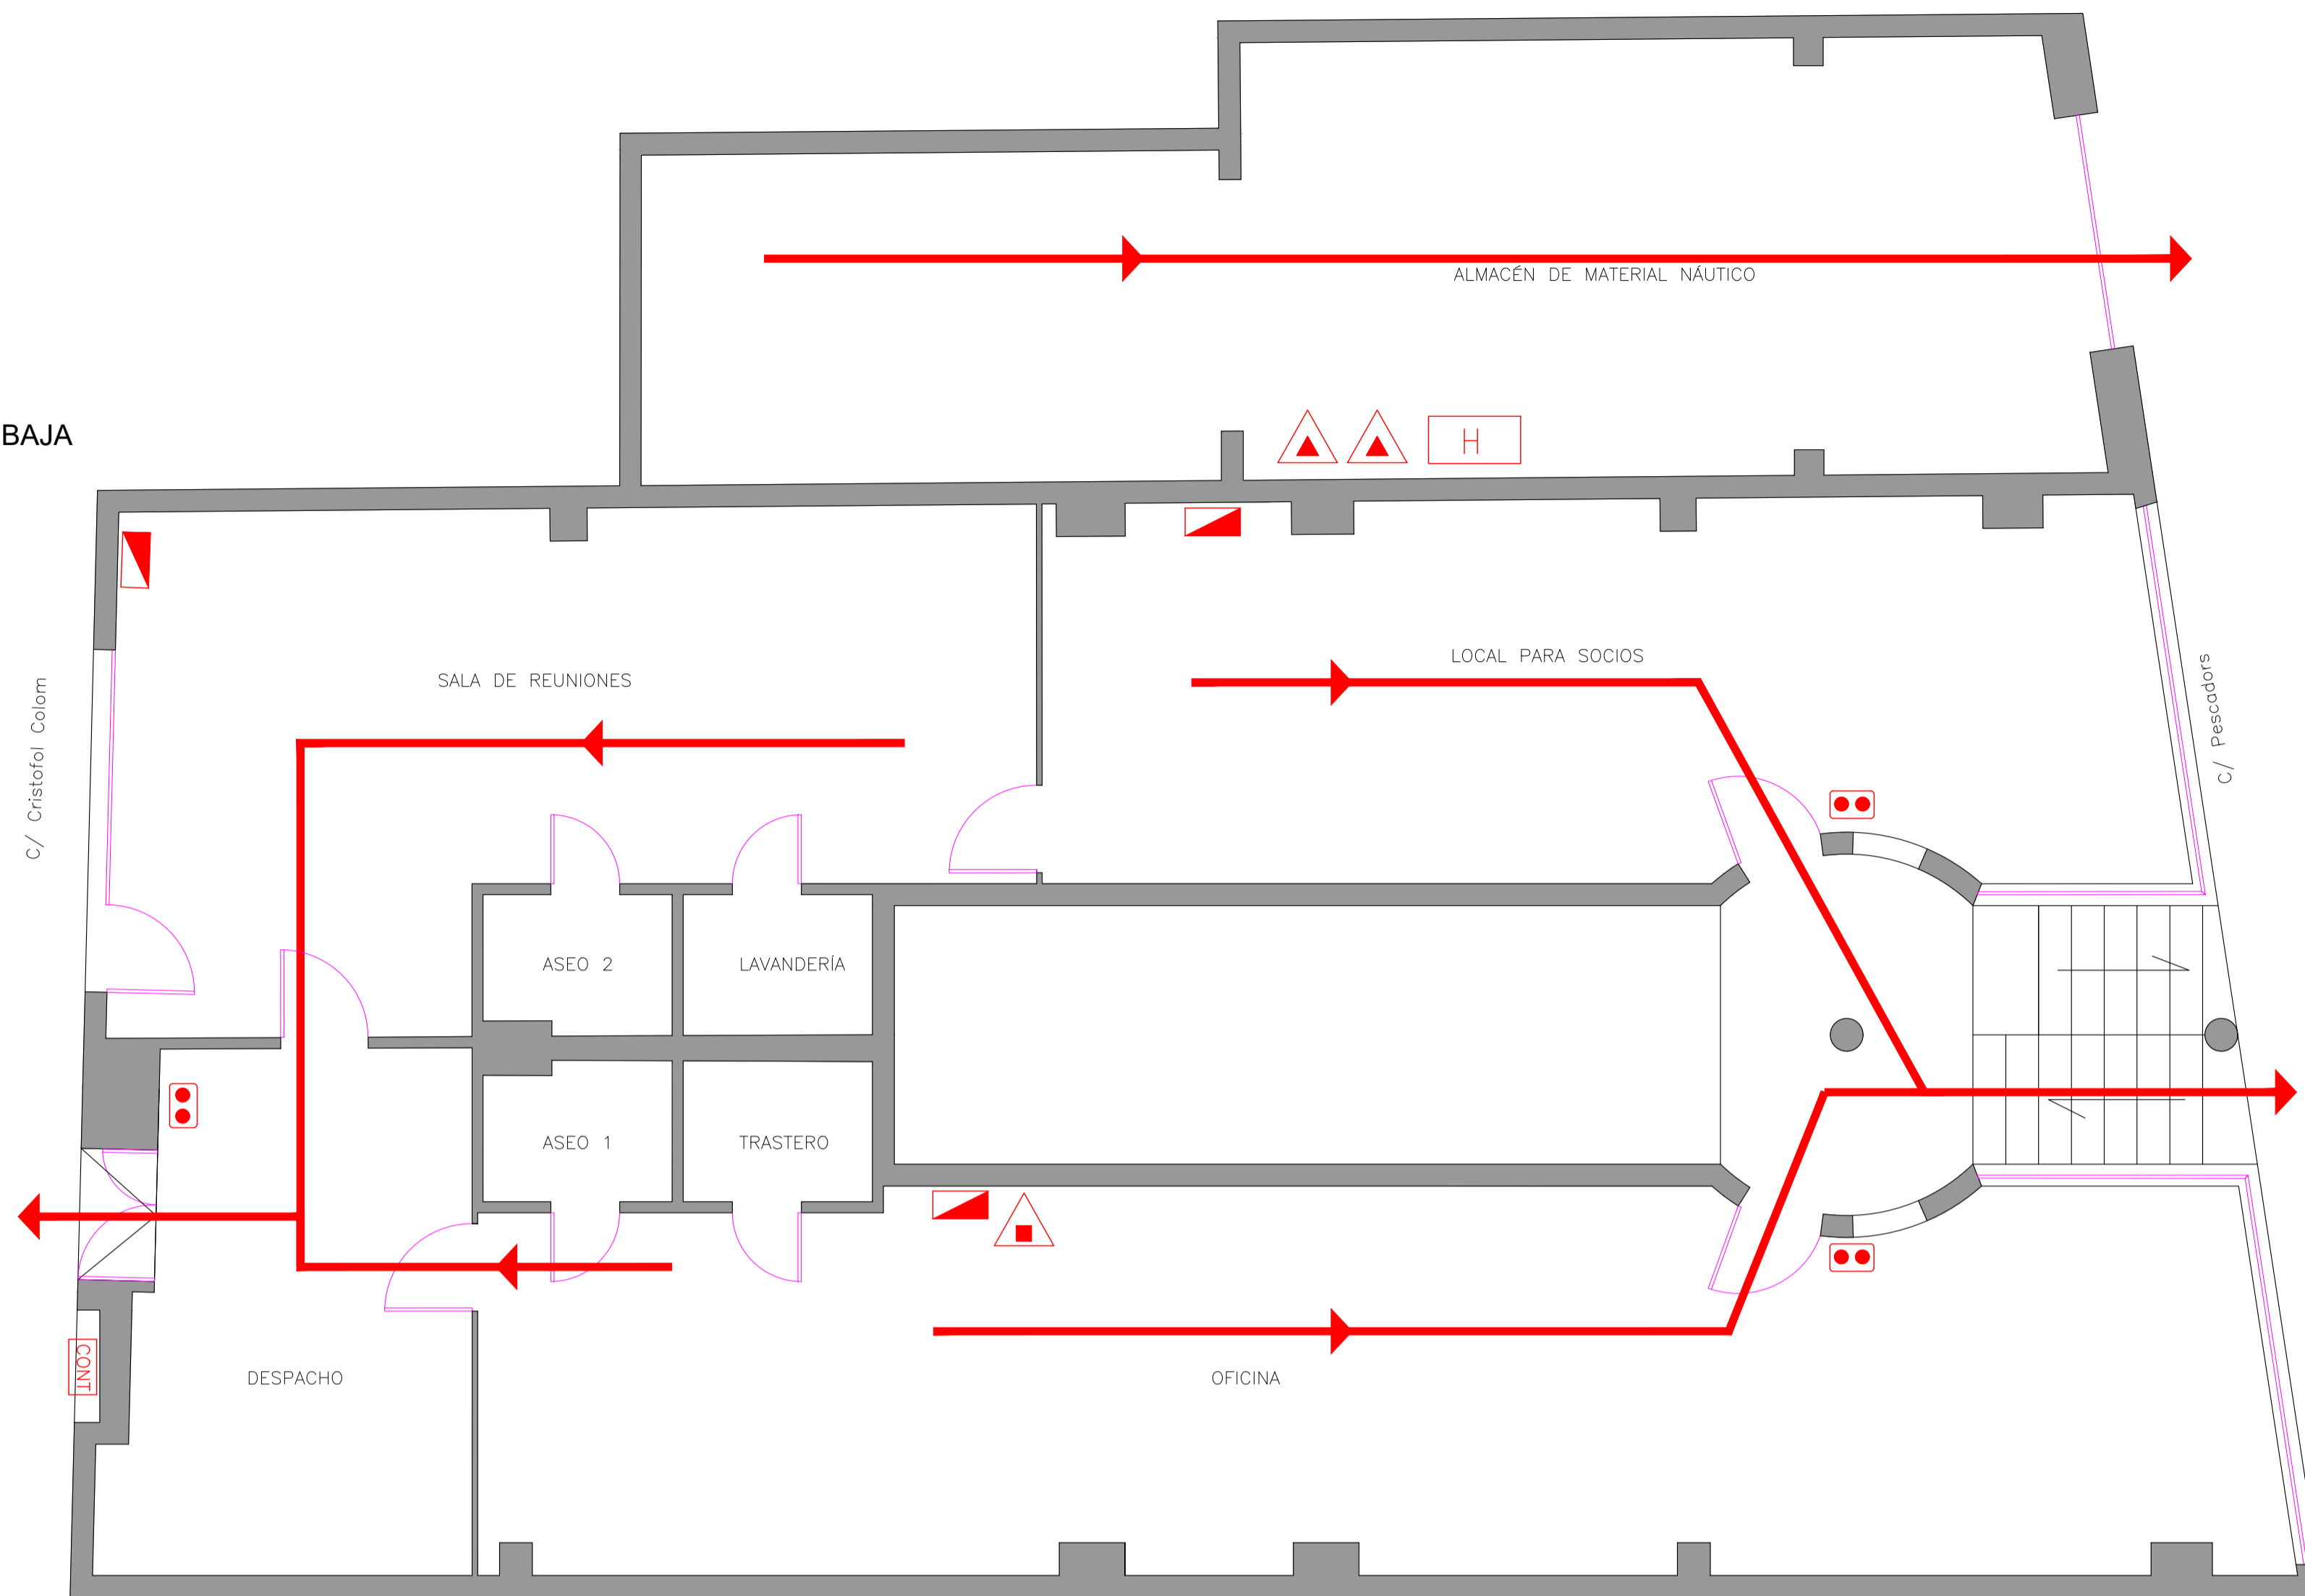 ALMACÉN DE MATERIAL NÁUTICO
BAJA
H
LOCAL PARA SOCIOS
SALA DE REUNIONES
C/ Cristofol Colom
C/ Pescadors
ASEO 2
LAVANDERÍA
ASEO 1
TRASTERO
CONT
DESPACHO
OFICINA